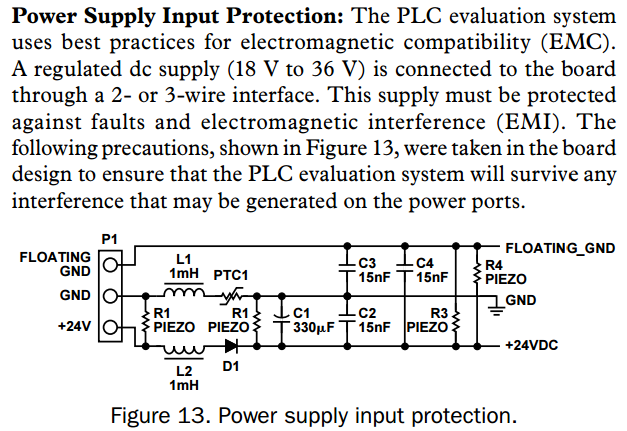 Power Supply Input Protection: The PLC evaluation system
uses best practices for electromagnetic compatibility (EMC).
A regulated dc supply (18 V to 36 V) is connected to the board
through a 2- or 3-wire interface. This supply must be protected
against faults and electromagnetic interference (EMI). The
following precautions, shown in Figure 13, were taken in the board
design to ensure that the PLC evaluation system will survive any
interference that may be generated on the power ports.
P1
FLOATING
GND
GND
+24V
L1
1mH
PTC1
R1
PIEZO
R1
PIEZO
L2
1mH
D1
C1
330µF
C3
15nF
C4
15nF
C2
15nF
R3
PIEZO
R4
PIEZO
FLOATING_GND
GND
+24VDC
Figure 13. Power supply input protection.